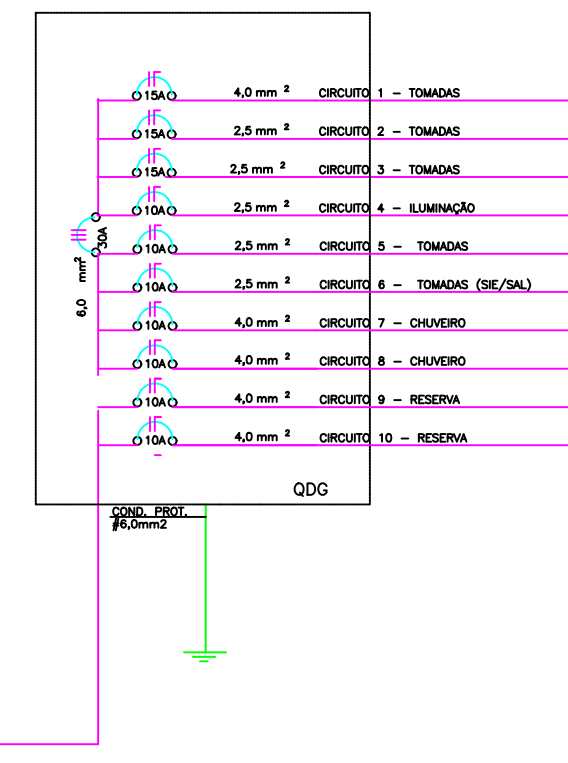 15A 4,0 mm 2 CIRCUITO 1 - TOMADAS
15A 2,5 mm 2 CIRCUITO 2 - TOMADAS
15A 2,5 mm 2 CIRCUITO 3 - TOMADAS
10A 2,5 mm 2 CIRCUITO 4 - ILUMINAÇÃO
30A
6,0 mm2
10A 2,5 mm 2 CIRCUITO 5 - TOMADAS
10A 2,5 mm 2 CIRCUITO 6 - TOMADAS (SIE/SAL)
10A 4,0 mm 2 CIRCUITO 7 - CHUVEIRO
10A 4,0 mm 2 CIRCUITO 8 - CHUVEIRO
10A 4,0 mm 2 CIRCUITO 9 - RESERVA
10A 4,0 mm 2 CIRCUITO 10 - RESERVA
QDG
COND. PROT.
#6,0mm2